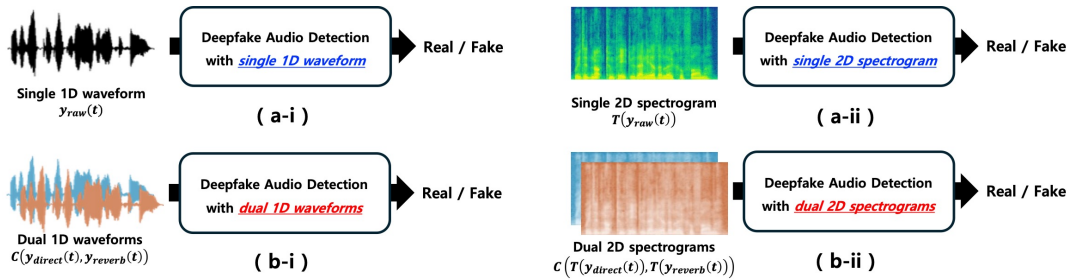 Deepfake Audio Detection
with single 1D waveform
Real / Fake
Single 1D waveform
y_raw(t)
( a-i )
Deepfake Audio Detection
with single 2D spectrogram
Real / Fake
Single 2D spectrogram
T(y_raw(t))
( a-ii )
Deepfake Audio Detection
with dual 1D waveforms
Real / Fake
Dual 1D waveforms
C(y_direct(t), y_reverb(t))
( b-i )
Deepfake Audio Detection
with dual 2D spectrograms
Real / Fake
Dual 2D spectrograms
C(T(y_direct(t)), T(y_reverb(t)))
( b-ii )